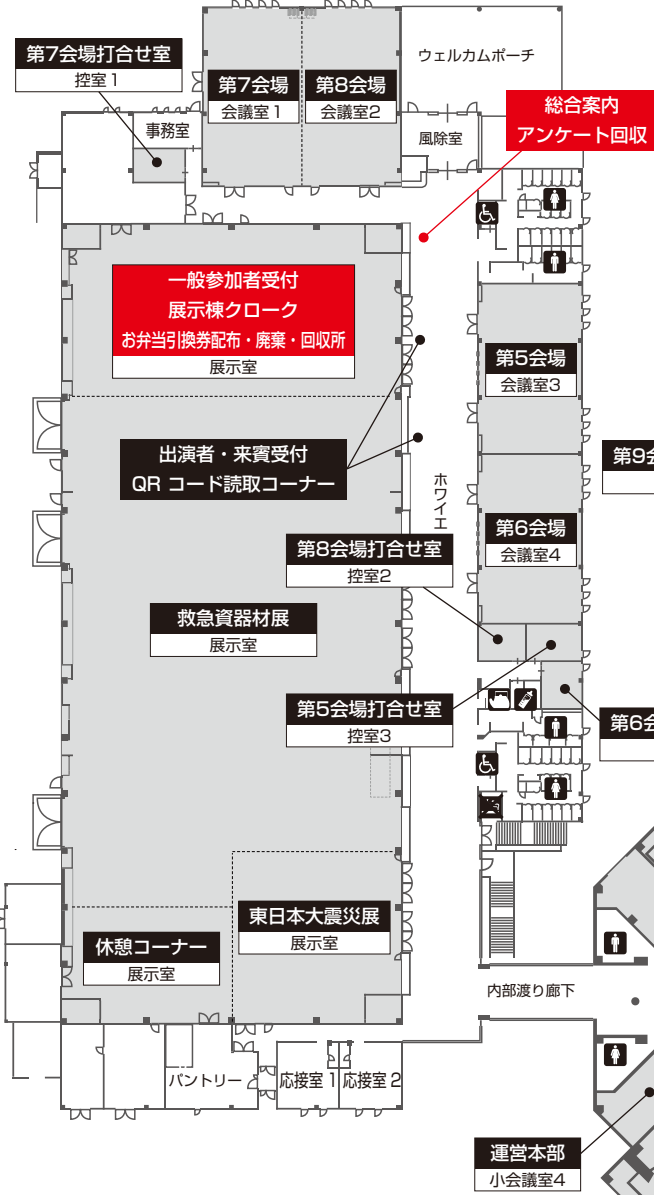 ウェルカムポーチ
第7会場打合せ室
控室1
第7会場
会議室1
第8会場
会議室2
総合案内
アンケート回収
事務室
風除室
一般参加者受付
展示棟クローク
お弁当引換券配布・廃棄・回収所
展示室
第5会場
会議室3
出演者・来賓受付
QR コード読取コーナー
第9会
ホワイエ
第6会場
会議室4
第8会場打合せ室
控室2
救急資器材展
展示室
第5会場打合せ室
控室3
第6会
東日本大震災展
展示室
休憩コーナー
展示室
内部渡り廊下
パントリー
応接室1
応接室2
運営本部
小会議室4